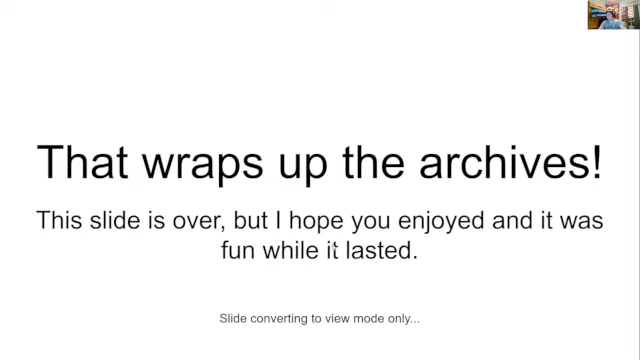 That wraps up the archives!
This slide is over, but I hope you enjoyed and it was
fun while it lasted.
Slide converting to view mode only...